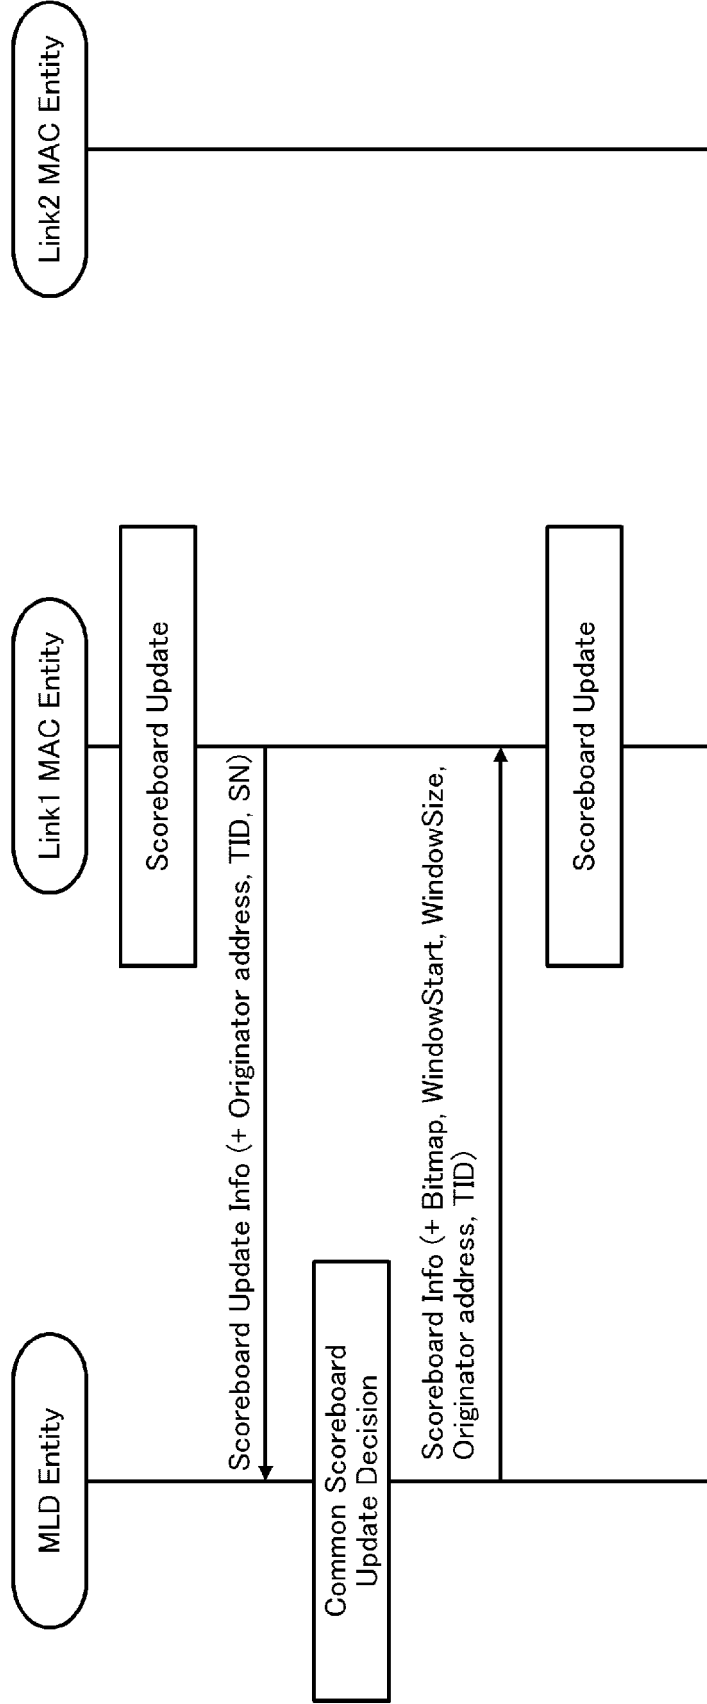 MLD Entity
Link1 MAC Entity
Link2 MAC Entity
Scoreboard Update
Scoreboard Update Info (+ Originator address, TID, SN)
Common Scoreboard
Update Decision
Scoreboard Info (+ Bitmap, WindowStart, WindowSize,
Originator address, TID)
Scoreboard Update